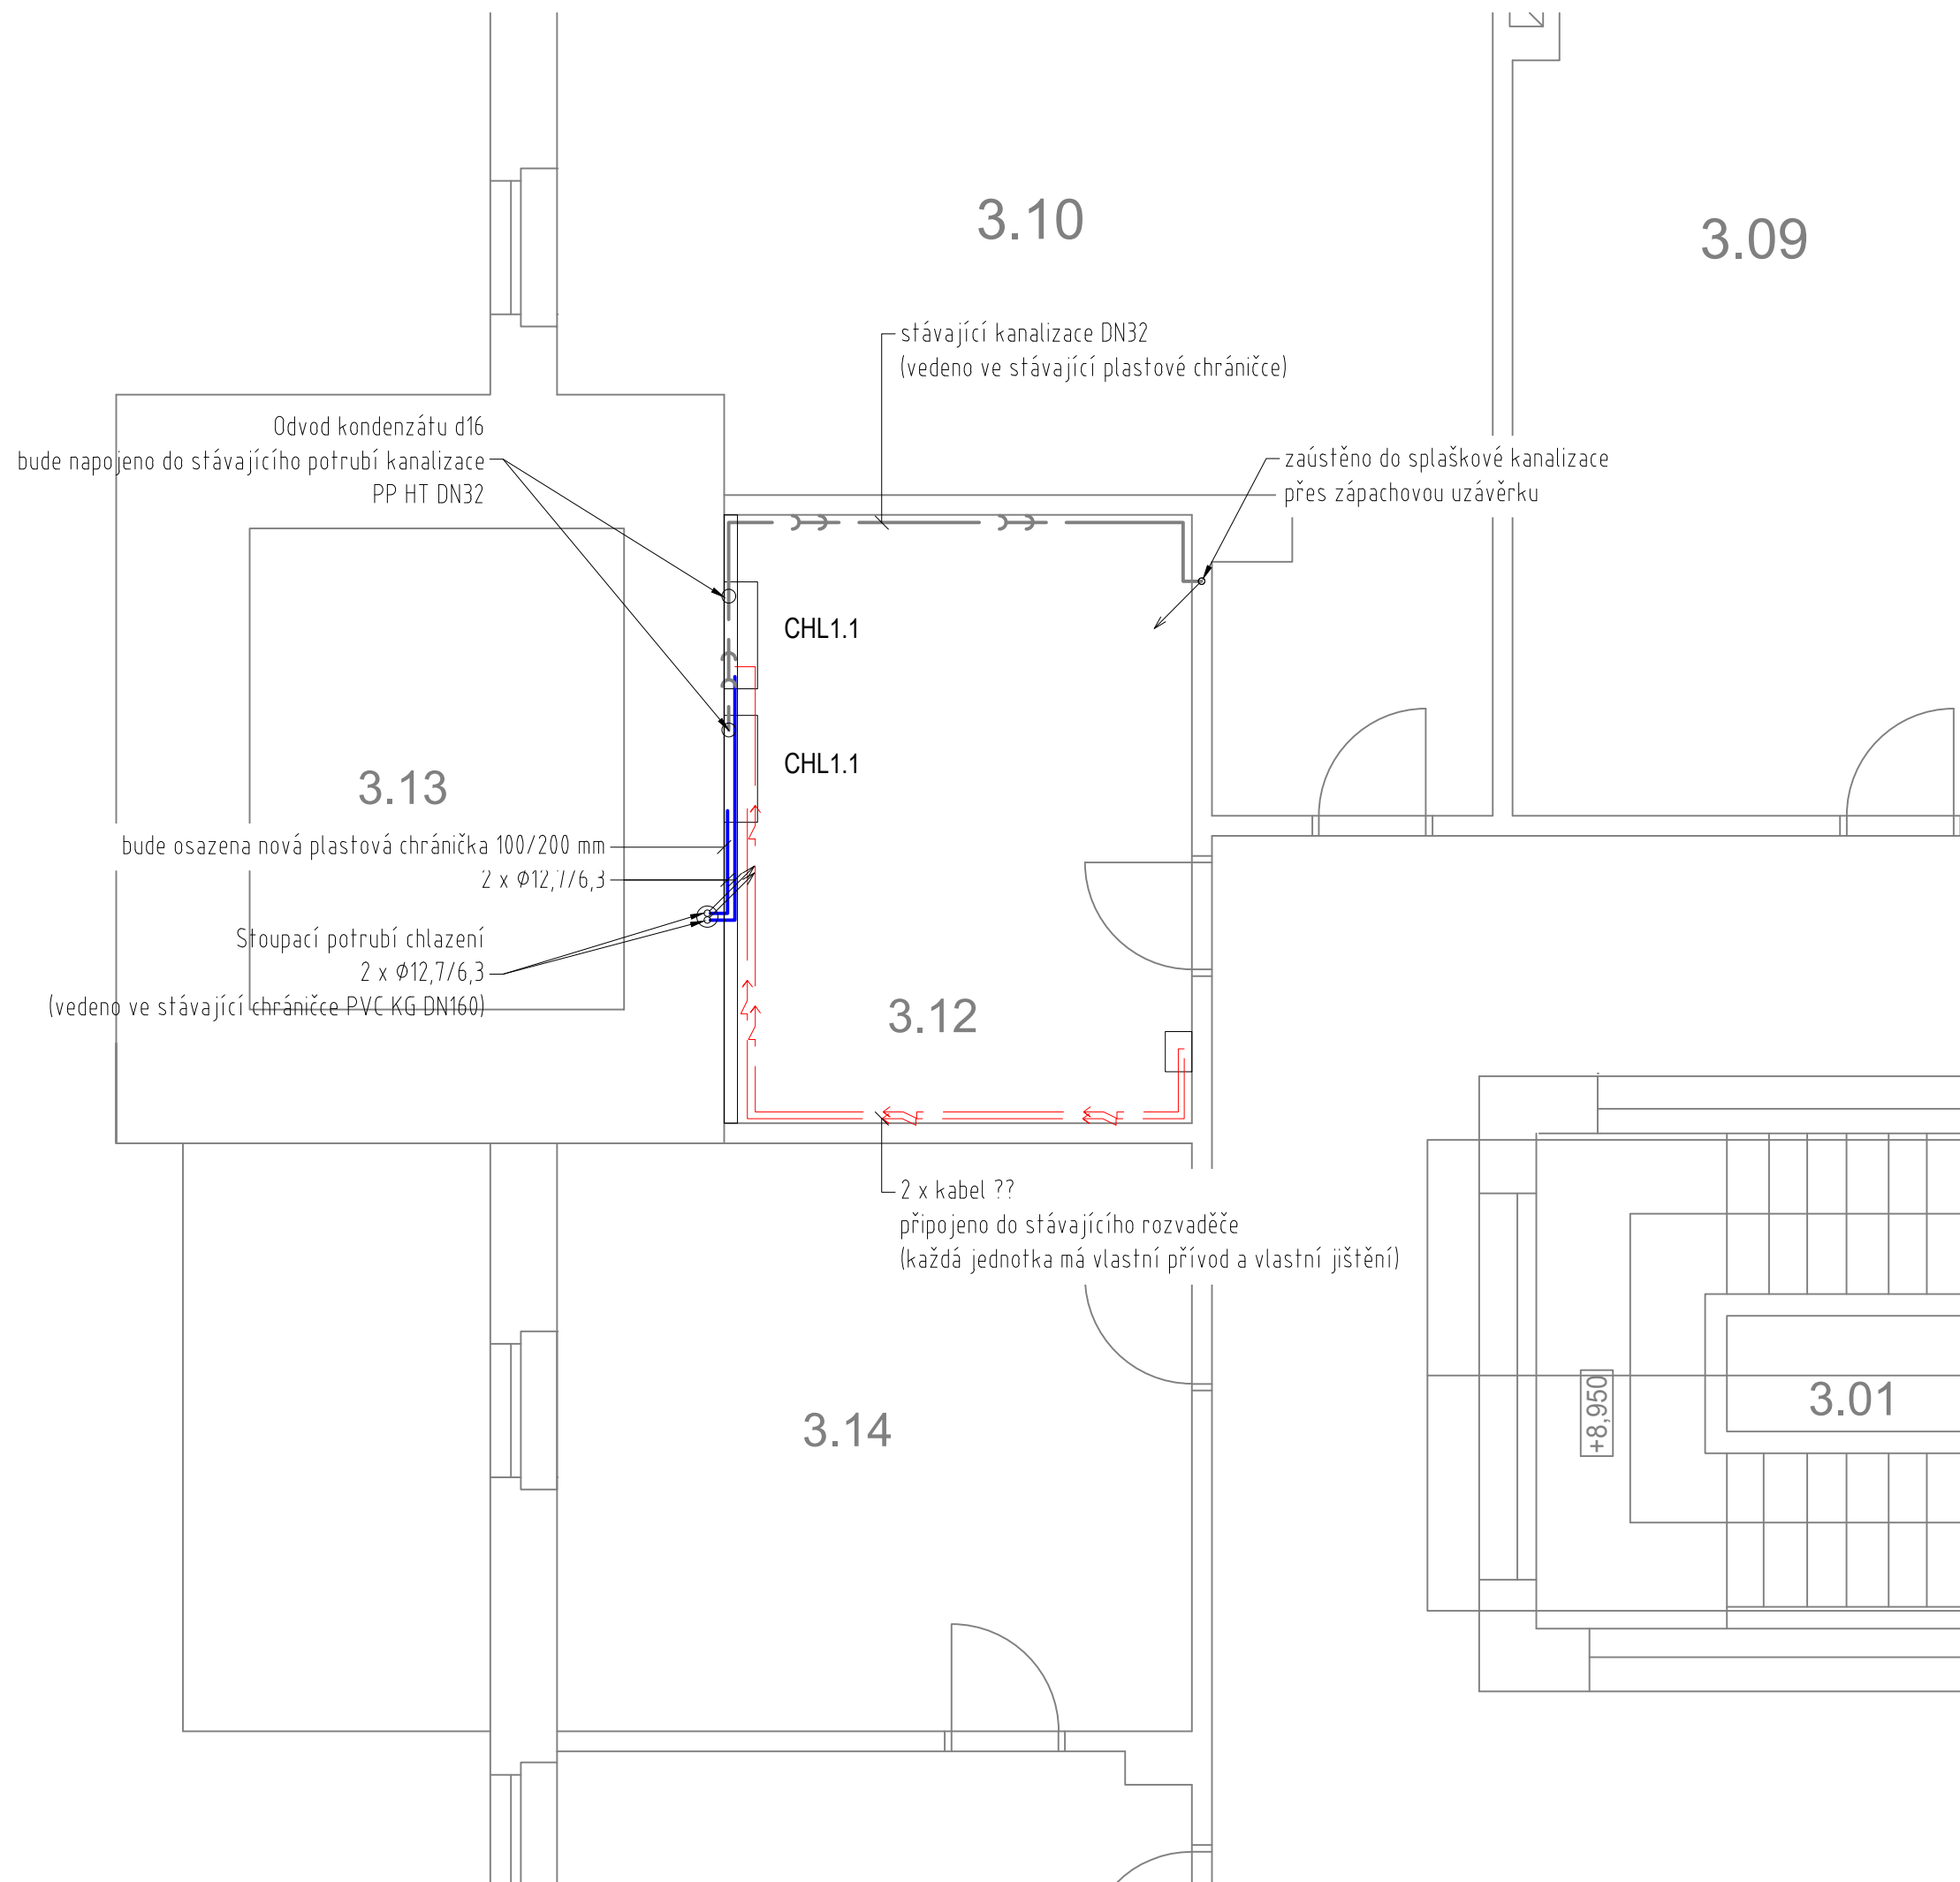 3.10
3.09
stávající kanalizace DN32
(vedeno ve stávající plastové chráničce)
Odvod kondenzátu d16
bude napojeno do stávajícího potrubí kanalizace
PP HT DN32
zaústěno do splaškové kanalizace
přes zápachovou uzávěrku
CHL1.1
CHL1.1
3.13
bude osazena nová plastová chránička 100/200 mm
2 x Φ12,7/6,3
Stoupací potrubí chlazení
2 x Φ12,7/6,3
(vedeno ve stávající chráničce PVC KG DN160)
3.12
2 x kabel ??
připojeno do stávajícího rozvaděče
(každá jednotka má vlastní přívod a vlastní jištění)
3.14
+8,950
3.01